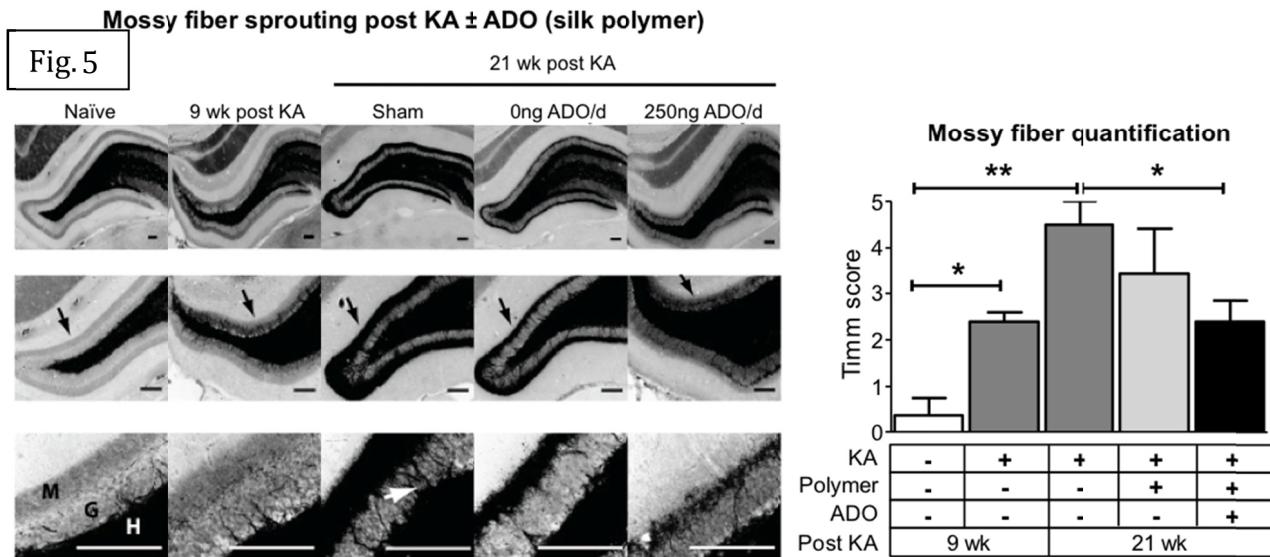 Mossy fiber sprouting post KA ± ADO (silk polymer)
Fig. 5
21 wk post KA
Naïve 9 wk post KA Sham 0ng ADO/d 250ng ADO/d
M
G
H
Mossy fiber quantification
** *
*
Timm score
5
4
3
2
1
0
KA - + + + +
Polymer - - - + +
ADO - - - - +
Post KA 9 wk 21 wk